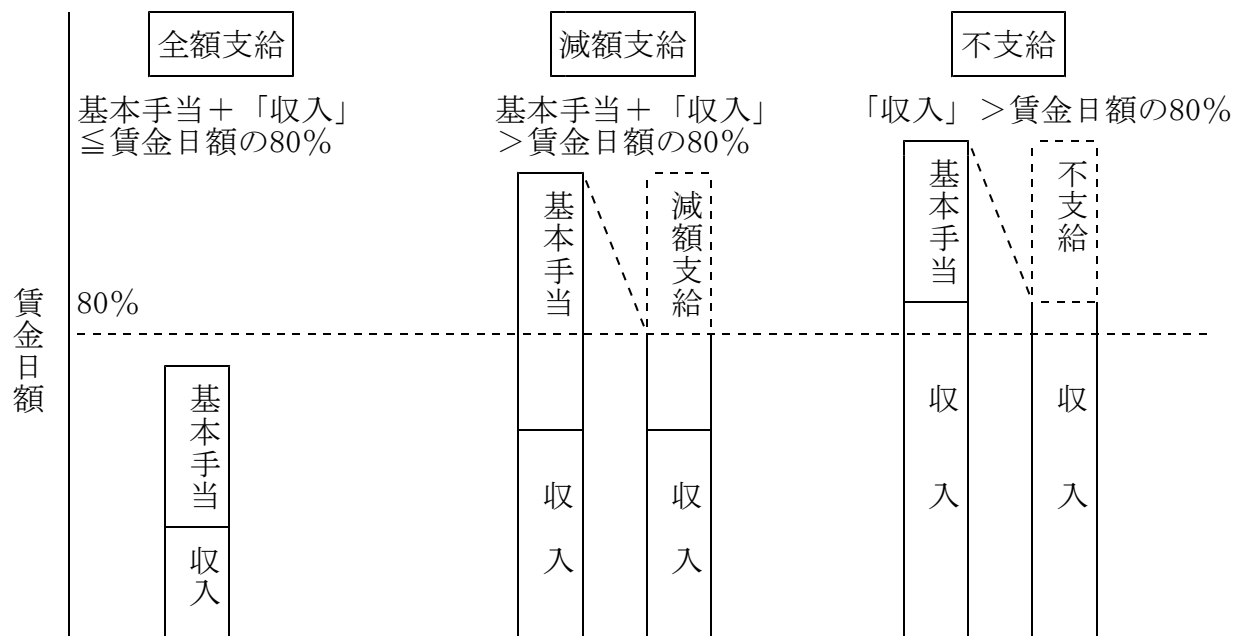 全額支給
基本手当＋「収入」
≦賃金日額の80％
減額支給
基本手当＋「収入」
＞賃金日額の80％
不支給
「収入」＞賃金日額の80％
賃金日額
80％
基本手当
収入
基本手当
収入
減額支給
収入
基本手当
収入
不支給
収入